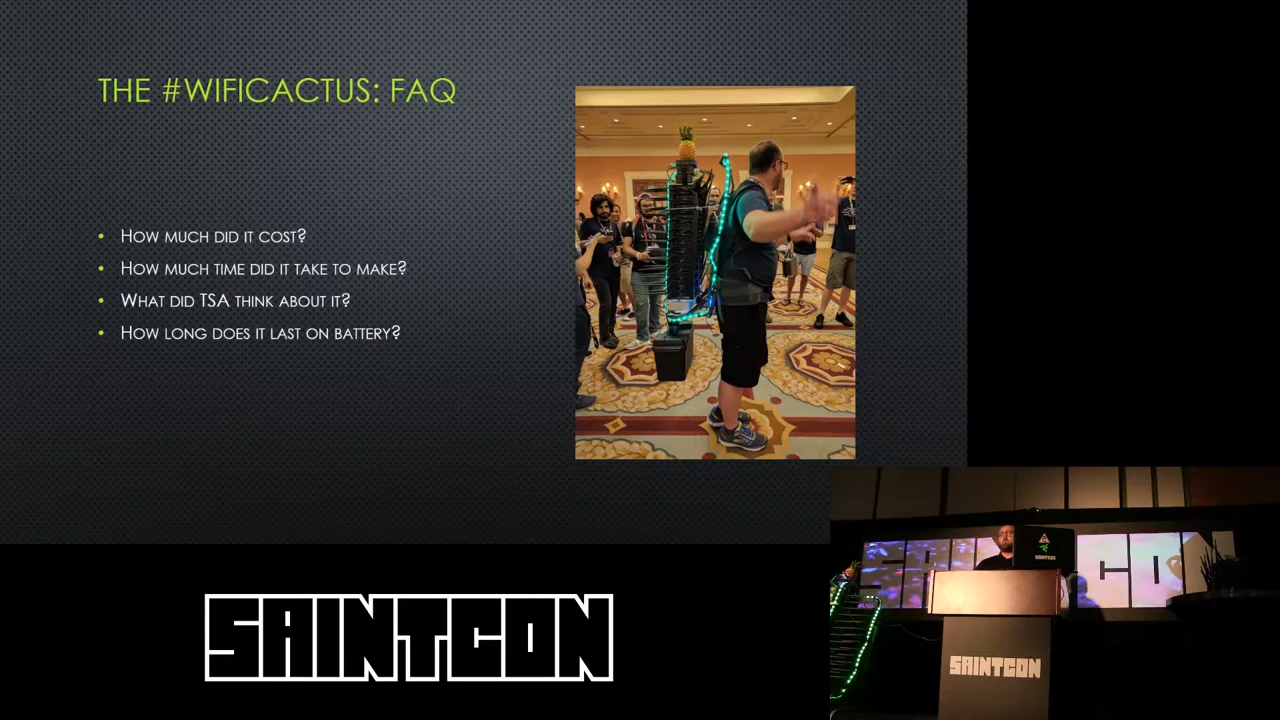 THE #WIFICACTUS: FAQ
• HOW MUCH DID IT COST?
• HOW MUCH TIME DID IT TAKE TO MAKE?
• WHAT DID TSA THINK ABOUT IT?
• HOW LONG DOES IT LAST ON BATTERY?
SAINTCON
SAINTCON
SAINTCON